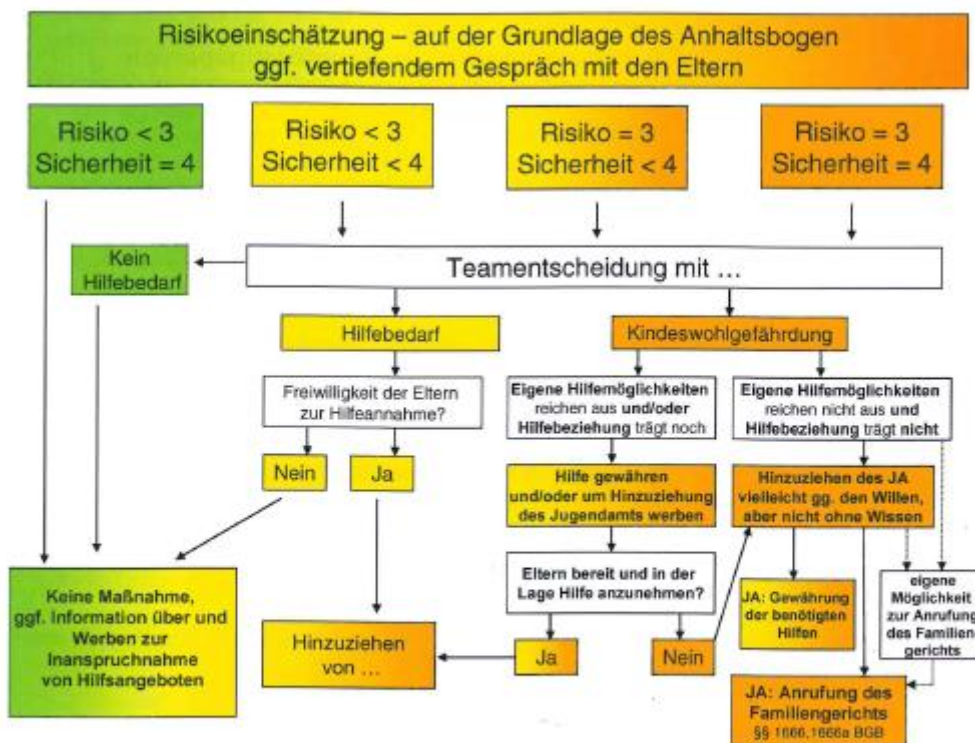 Risikoeinschätzung – auf der Grundlage des Anhaltsbogen
ggf. vertiefendem Gespräch mit den Eltern
Risiko < 3
Sicherheit = 4
Risiko < 3
Sicherheit < 4
Risiko = 3
Sicherheit < 4
Risiko = 3
Sicherheit = 4
Kein
Hilfebedarf
Teamentscheidung mit ...
Hilfebedarf
Kindeswohlgefährdung
Freiwilligkeit der Eltern
zur Hilfeannahme?
Eigene Hilfemöglichkeiten
reichen aus und/oder
Hilfebeziehung trägt noch
Eigene Hilfemöglichkeiten
reichen nicht aus und
Hilfebeziehung trägt nicht
Nein
Ja
Hilfe gewähren
und/oder um Hinzuziehung
des Jugendamts werben
Hinzuziehen des JA
vielleicht gg. den Willen,
aber nicht ohne Wissen
Keine Maßnahme,
ggf. Information über und
Werben zur
Inanspruchnahme
von Hilfsangeboten
Hinzuziehen
von ...
Eltern bereit und in der
Lage Hilfe anzunehmen?
Ja
Nein
JA: Gewährung
der benötigten
Hilfen
eigene
Möglichkeit
zur Anrufung
des Familien
gerichts
JA: Anrufung des
Familiengerichts
§§ 1666,1666a BGB